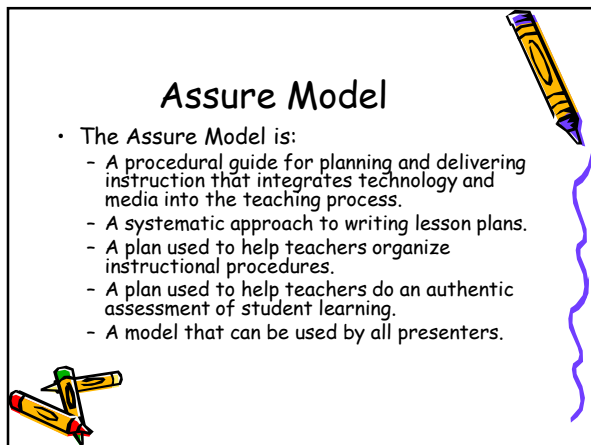 Assure Model
• The Assure Model is:
– A procedural guide for planning and delivering
instruction that integrates technology and
media into the teaching process.
– A systematic approach to writing lesson plans.
– A plan used to help teachers organize
instructional procedures.
– A plan used to help teachers do an authentic
assessment of student learning.
– A model that can be used by all presenters.